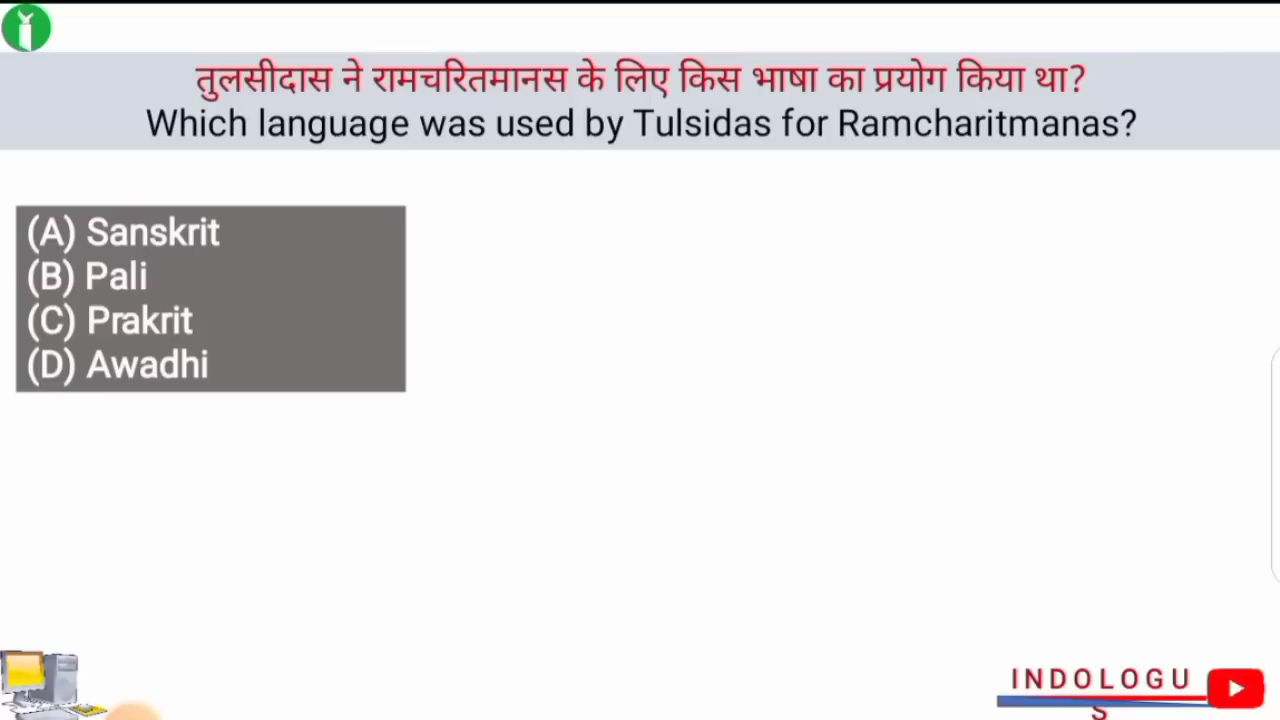 तुलसीदास ने रामचरितमानस के लिए किस भाषा का प्रयोग किया था?
Which language was used by Tulsidas for Ramcharitmanas?
(A) Sanskrit
(B) Pali
(C) Prakrit
(D) Awadhi
INDOLOGU
S